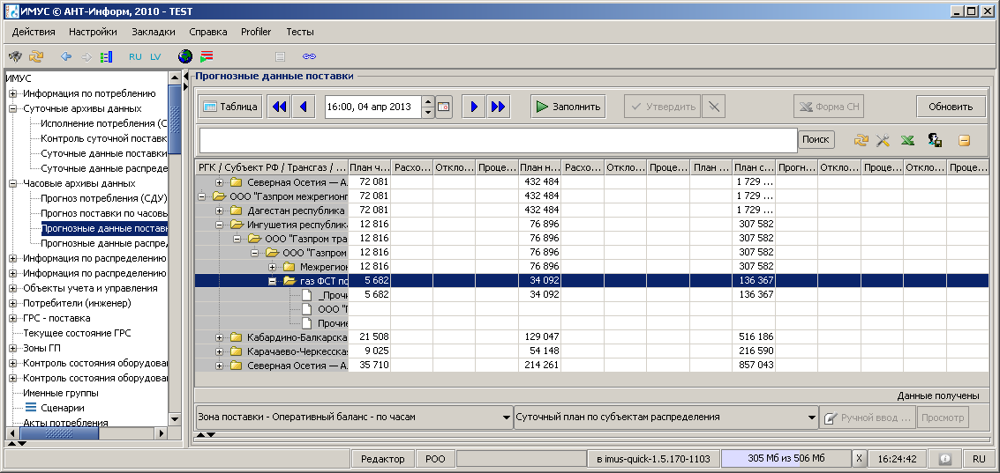 ИМУС © АНТ-Информ, 2010 - TEST
Действия Настройки Закладки Справка Profiler Тесты
RU LV
ИМУС
Информация по потреблению
Суточные архивы данных
Исполнение потребления (С
Контроль суточной поставк
Суточные данные поставки
Суточные данные распреде
Часовые архивы данных
Прогноз потребления (СДУ)
Прогноз поставки по часовы
Прогнозные данные постав
Прогнозные данные распред
Информация по распределению
Информация по распределению
Объекты учета и управления
Потребители (инженер)
ГРС - поставка
Текущее состояние ГРС
Зоны ГП
Контроль состояния оборудова
Контроль состояния оборудова
Именные группы
Сценарии
Акты потребления
Прогнозные данные поставки
Таблица 16:00, 04 апр 2013 Заполнить Утвердить Форма СН Обновить
Поиск
РГК / Субъект РФ / Трансгаз / ... План ч... Расхо... Откло... Проце... План н... Расхо... Откло... Проце... План ... План с... Прогн... Откло... Проце... Откло... Проце...
Северная Осетия — А. 72 081 432 484 1 729 ...
ООО "Газпром межрегионг 72 081 432 484 1 729 ...
Дагестан республика 72 081 432 484 1 729 ...
Ингушетия республика 12 816 76 896 307 582
ООО "Газпром тра 12 816 76 896 307 582
ООО "Газпром 12 816 76 896 307 582
Межрегион 12 816 76 896 307 582
газ ФСТ по 5 682 34 092 136 367
_Прочи 5 682 34 092 136 367
ООО "Г
Прочие
Кабардино-Балкарска 21 508 129 047 516 186
Карачаево-Черкесская 9 025 54 148 216 590
Северная Осетия — А. 35 710 214 261 857 043
Данные получены
Зона поставки - Оперативный баланс - по часам Суточный план по субъектам распределения Ручной ввод ... Просмотр
Редактор РОО в imus-quick-1.5.170-1103 305 Мб из 506 Мб X 16:24:42 RU